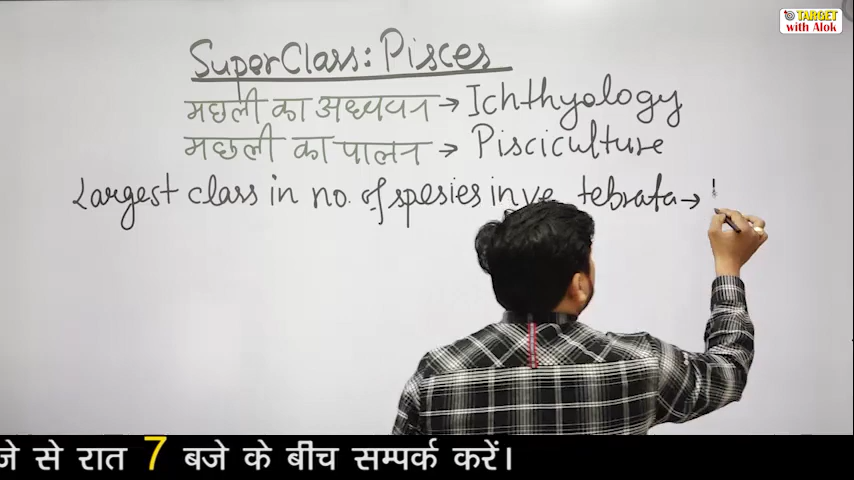 TARGET
with Alok
SuperClass: Pisces
मछली का अध्ययन → Ichthyology
मछली का पालन → Pisciculture
Largest class in no. of spesies in ve tebrata →
जे से रात 7 बजे के बीच सम्पर्क करें।